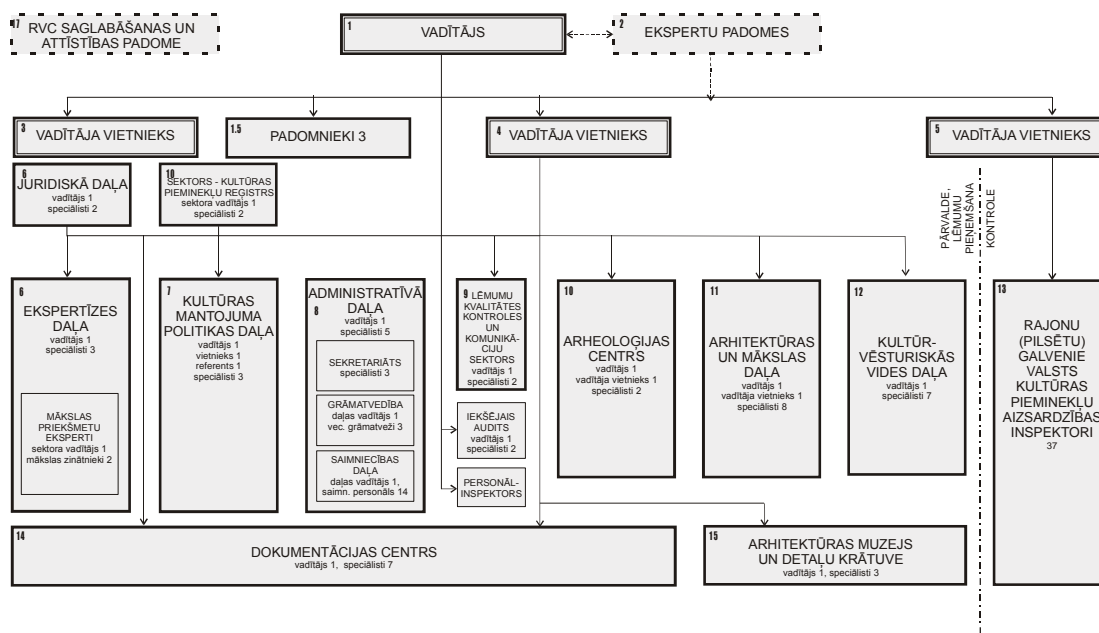 17
RVC SAGLABĀŠANAS UN
ATTĪSTĪBAS PADOME
1
VADĪTĀJS
2
EKSPERTU PADOMES
3
VADĪTĀJA VIETNIEKS
1.5
PADOMNIEKI 3
4
VADĪTĀJA VIETNIEKS
5
VADĪTĀJA VIETNIEKS
6
JURIDISKĀ DAĻA
vadītājs 1
speciālisti 2
10
SEKTORS - KULTŪRAS
PIEMINEKĻU REGISTRS
sektora vadītājs 1
speciālisti 2
PĀRVALDE,
LĒMUMU
PIEŅEMŠANA
KONTROLE
6
EKSPERTĪZES
DAĻA
vadītājs 1
speciālisti 3
MĀKSLAS
PRIEKŠMETU
EKSPERTI
sektora vadītājs 1
mākslas zinātnieki 2
7
KULTŪRAS
MANTOJUMA
POLITIKAS DAĻA
vadītājs 1
vietnieks 1
referents 1
speciālisti 3
ADMINISTRATĪVĀ
DAĻA
8
vadītājs 1
speciālisti 5
SEKRETARIĀTS
speciālisti 3
GRĀMATVEDĪBA
daļas vadītājs 1
vec. grāmatveži 3
SAIMNIECĪBAS
DAĻA
daļas vadītājs 1,
saimn. personāls 14
9 LĒMUMU
KVALITĀTES
KONTROLES
UN
KOMUNIKĀ-
CIJU
SEKTORS
vadītājs 1
speciālisti 2
IEKŠĒJAIS
AUDITS
vadītājs 1
speciālisti 2
PERSONĀL-
INSPEKTORS
10
ARHEOLOĢIJAS
CENTRS
vadītājs 1
vadītāja vietnieks 1
speciālisti 2
11
ARHITEKTŪRAS
UN MĀKSLAS
DAĻA
vadītājs 1
vadītāja vietnieks 1
speciālisti 8
12
KULTŪR-
VĒSTURISKĀS
VIDES DAĻA
vadītājs 1
speciālisti 7
13
RAJONU
(PILSĒTU)
GALVENIE
VALSTS
KULTŪRAS
PIEMINEKĻU
AIZSARDZĪBAS
INSPEKTORI
37
14
DOKUMENTĀCIJAS CENTRS
vadītājs 1, speciālisti 7
15
ARHITEKTŪRAS MUZEJS
UN DETAĻU KRĀTUVE
vadītājs 1, speciālisti 3